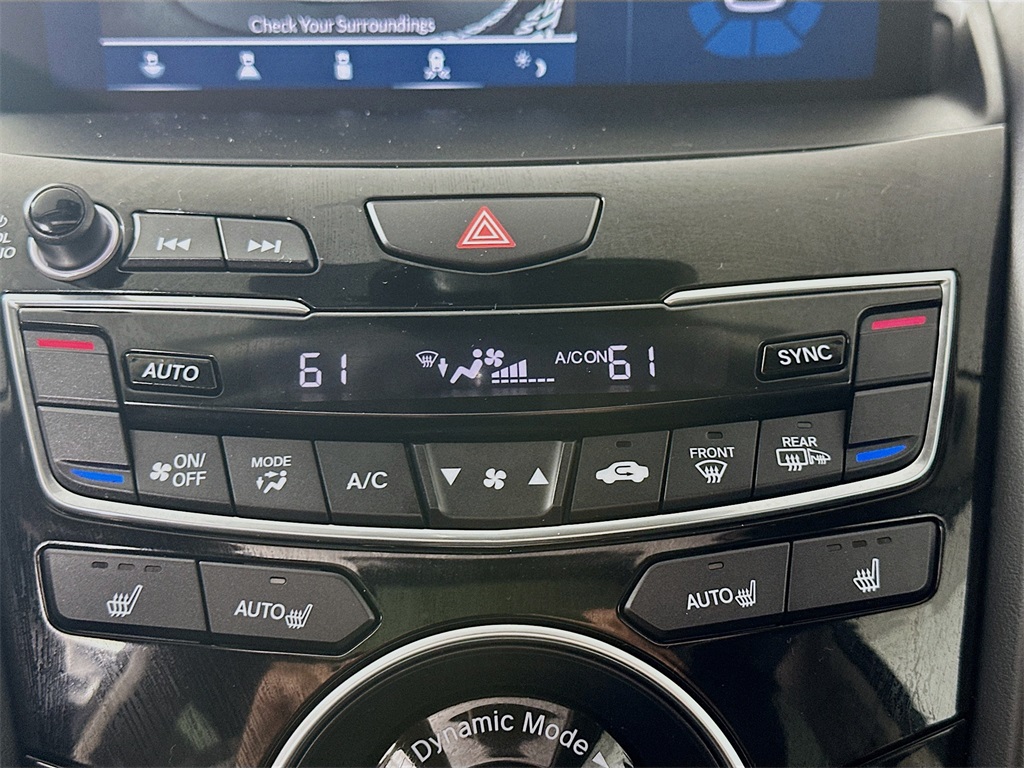 Check Your Surroundings
AUTO
61
A/C ON
61
SYNC
ON/
OFF
MODE
A/C
FRONT
REAR
AUTO
AUTO
Dynamic Mode